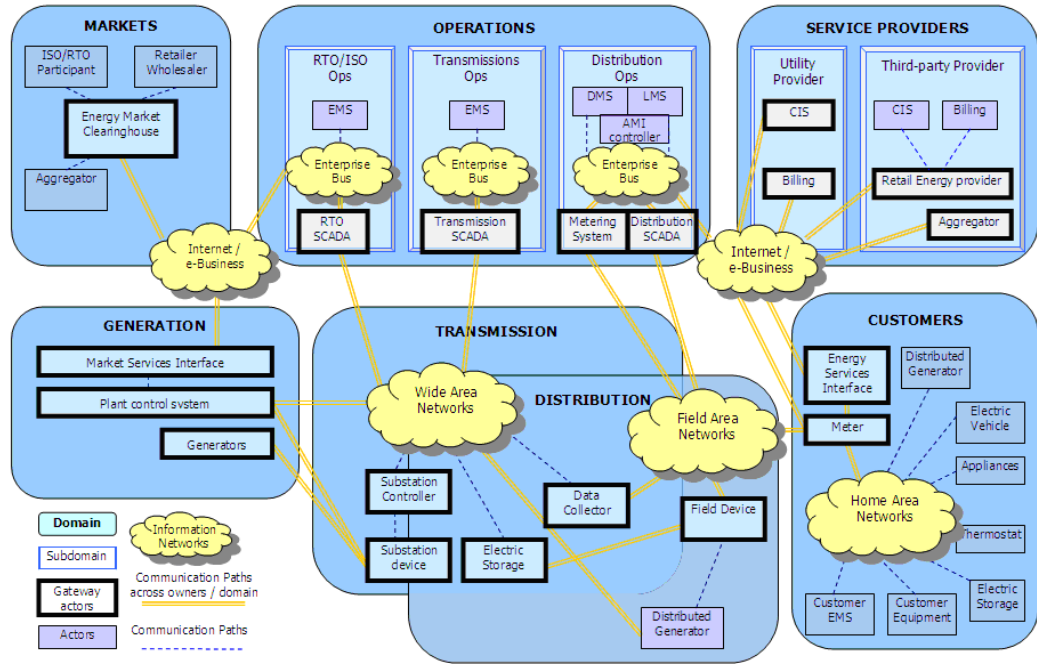 MARKETS
ISO/RTO
Participant
Retailer
Wholesaler
Energy Market
Clearinghouse
Aggregator
OPERATIONS
RTO/ISO
Ops
EMS
Enterprise
Bus
RTO
SCADA
Transmissions
Ops
EMS
Enterprise
Bus
Transmission
SCADA
Distribution
Ops
DMS
LMS
AMI
controller
Enterprise
Bus
Metering
System
Distribution
SCADA
SERVICE PROVIDERS
Utility
Provider
CIS
Billing
Third-party Provider
CIS
Billing
Retail Energy provider
Aggregator
Internet /
e-Business
Internet /
e-Business
GENERATION
Market Services Interface
Plant control system
Generators
TRANSMISSION
Wide Area
Networks
Substation
Controller
Substation
device
Electric
Storage
Data
Collector
DISTRIBUTION
Field Area
Networks
Field Device
Distributed
Generator
CUSTOMERS
Energy
Services
Interface
Distributed
Generator
Meter
Electric
Vehicle
Appliances
Home Area
Networks
Thermostat
Electric
Storage
Customer
EMS
Customer
Equipment
Domain
Subdomain
Gateway
actors
Actors
Information
Networks
Communication Paths
across owners / domain
Communication Paths